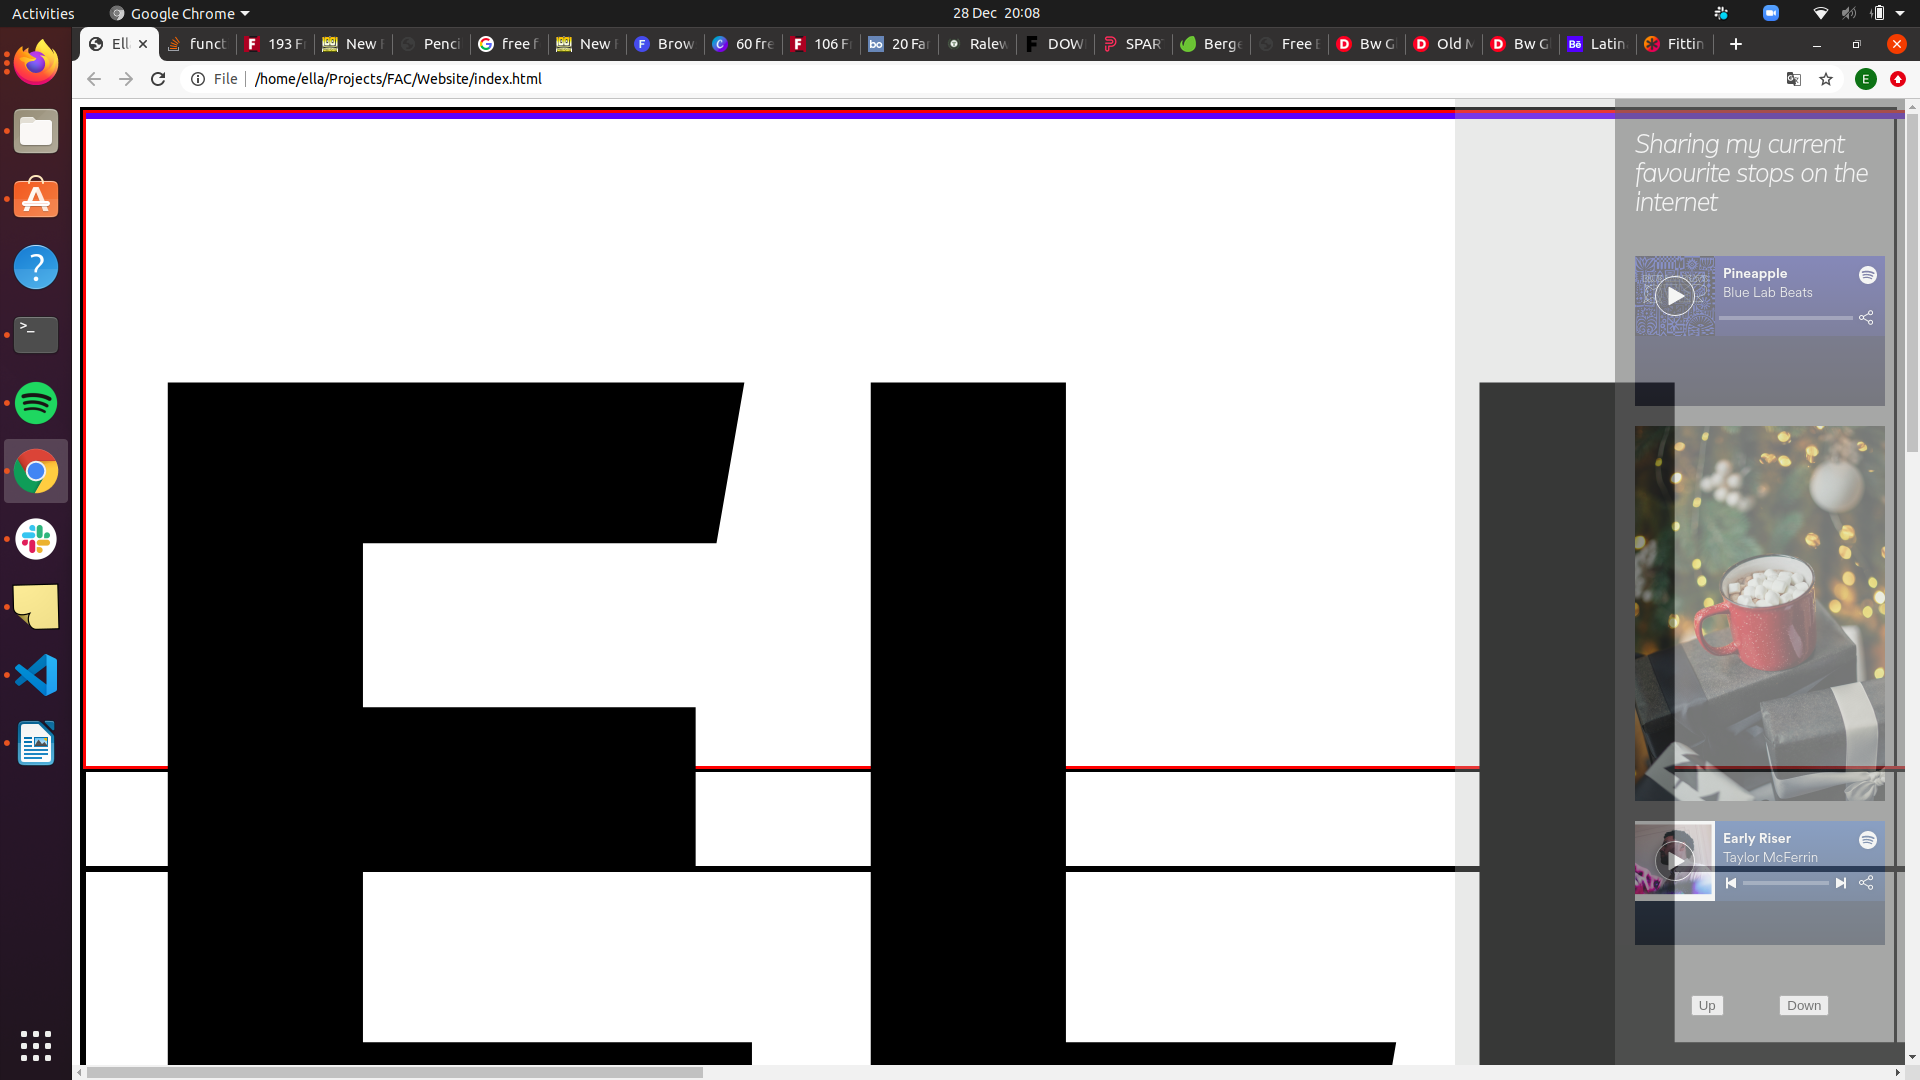 Activities
Google Chrome
28 Dec 20:08
Ell
funct
193 F
New F
Penci
free f
New F
Brow
60 fre
106 F
20 Fa
Ralew
DOW
SPAR
Berge
Free B
Bw G
Old M
Bw G
Latin
Fittin
File
/home/ella/Projects/FAC/Website/index.html
E
Sharing my current
favourite stops on the
internet
Pineapple
Blue Lab Beats
EL
Early Riser
Taylor McFerrin
Up
Down